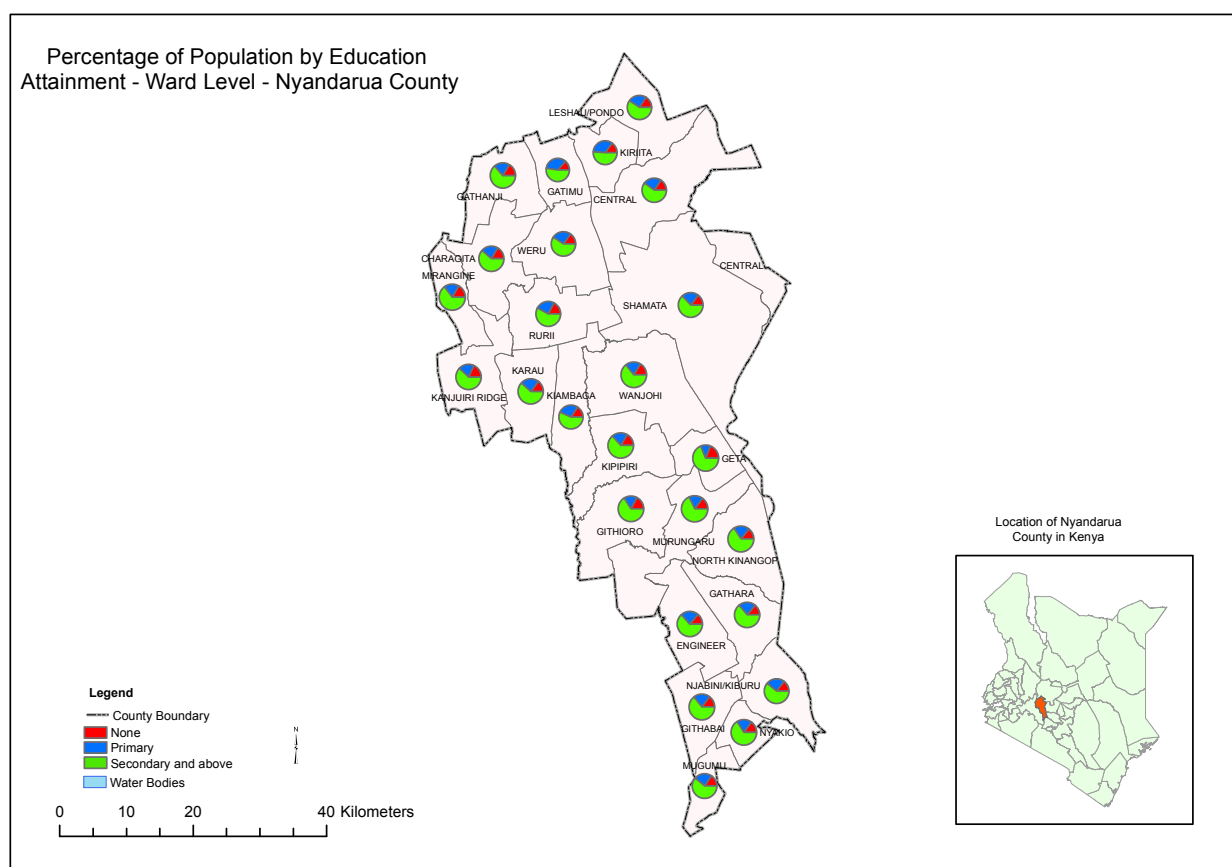 Percentage of Population by Education
Attainment - Ward Level - Nyandarua County
LESHAU/PONDO
KIRIITA
GATHANJI
GATIMU
CENTRAL
WERU
CHARAGITA
CENTRAL
MIRANGINE
SHAMATA
RURII
KARAU
KIAMBAGA
WANJOHI
KANJUIRI RIDGE
GETA
KIPIPIRI
GITHIORO
MURUNGARU
NORTH KINANGOP
GATHARA
ENGINEER
NJABINI/KIBURU
GITHABAI
NYAKIO
MUGUMU
Location of Nyandarua
County in Kenya
Legend
County Boundary
None
Primary
Secondary and above
Water Bodies
0 10 20 40 Kilometers